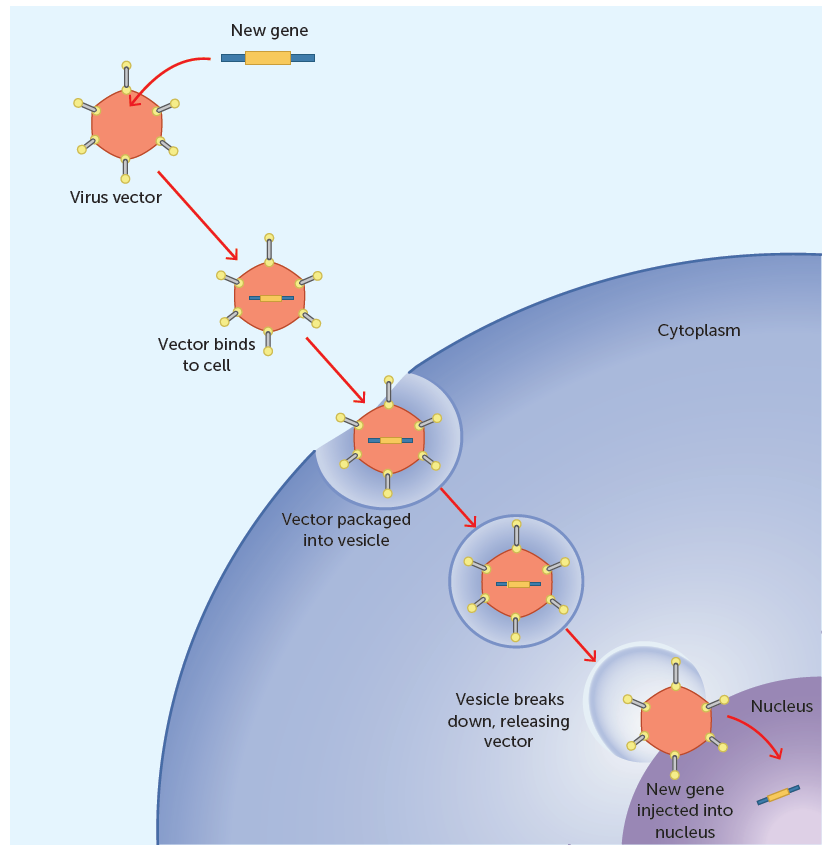 New gene
Virus vector
Vector binds
to cell
Cytoplasm
Vector packaged
into vesicle
Vesicle breaks
down, releasing
vector
Nucleus
New gene
injected into
nucleus